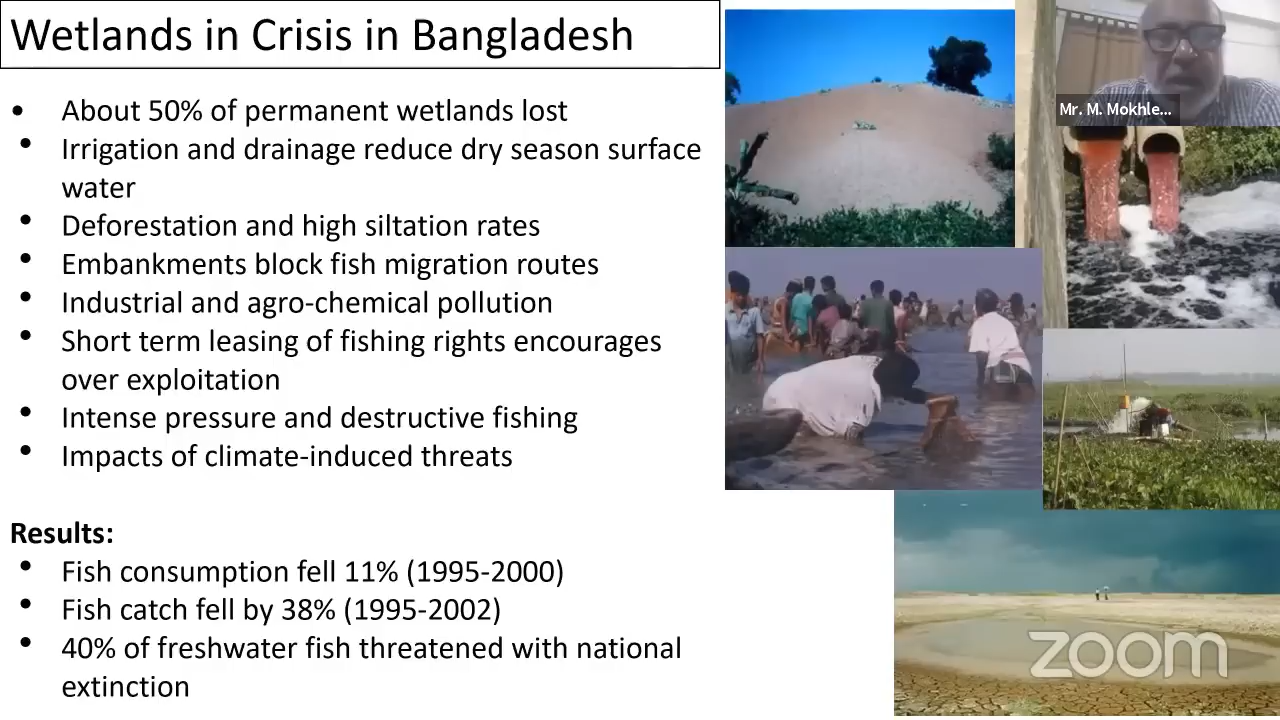 Wetlands in Crisis in Bangladesh
• About 50% of permanent wetlands lost
• Irrigation and drainage reduce dry season surface
water
• Deforestation and high siltation rates
• Embankments block fish migration routes
• Industrial and agro-chemical pollution
• Short term leasing of fishing rights encourages
over exploitation
• Intense pressure and destructive fishing
• Impacts of climate-induced threats
Results:
• Fish consumption fell 11% (1995-2000)
• Fish catch fell by 38% (1995-2002)
• 40% of freshwater fish threatened with national
extinction
Mr. M. Mokhle...
zoom